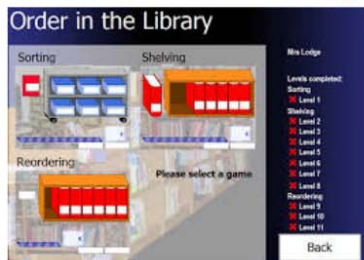 Order in the Library
Sorting
Shelving
Reordering
Please select a game
Mrs Lodge
Levels completed:
Sorting
Level 1
Shelving
Level 2
Level 3
Level 4
Level 5
Level 6
Level 7
Level 8
Reordering
Level 9
Level 10
Level 11
Back